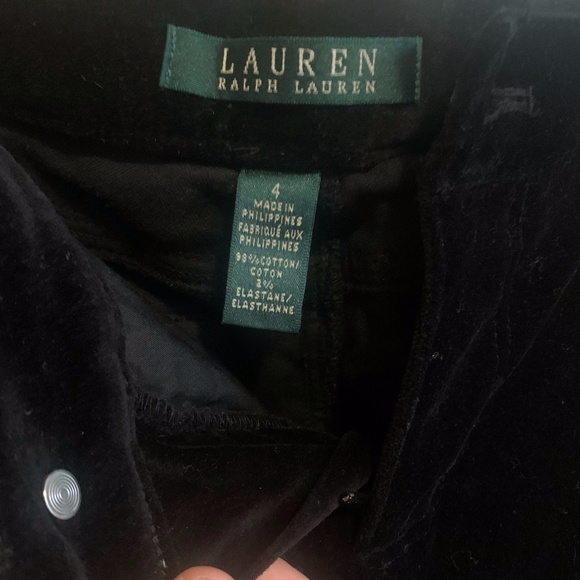 LAUREN
RALPH LAUREN
4
MADE IN
PHILIPPINES
FABRIQUÉ AUX
PHILIPPINES
98% COTTON/
COTON
2%
ELASTANE/
ELASTHANNE